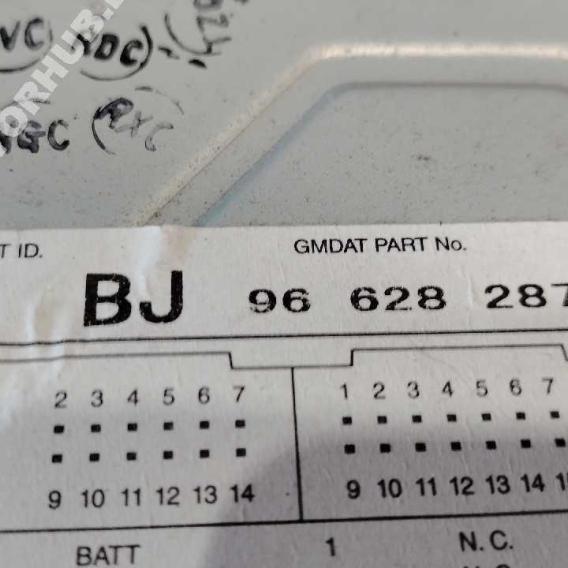 VC) NDC)
NGC (RXC
T ID.
GMDAT PART No.
BJ 96 628 287
2 3 4 5 6 7 1 2 3 4 5 6 7
9 10 11 12 13 14 9 10 11 12 13 14
BATT 1 N.C.